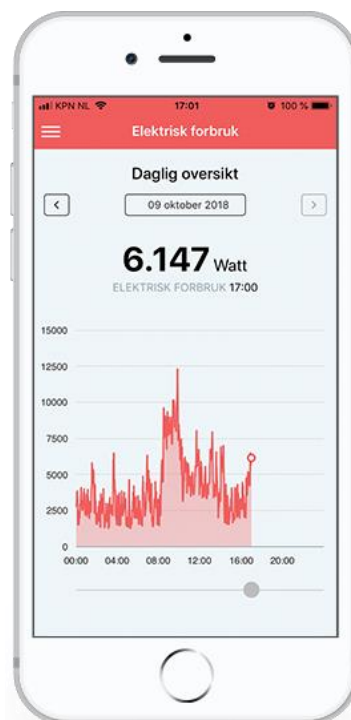 KPN NL 17:01 100 %
Elektrisk forbruk
Daglig oversikt
09 oktober 2018
6.147 Watt
ELEKTRISK FORBRUK 17:00
15000
12500
10000
7500
5000
2500
0
00:00 04:00 08:00 12:00 16:00 20:00